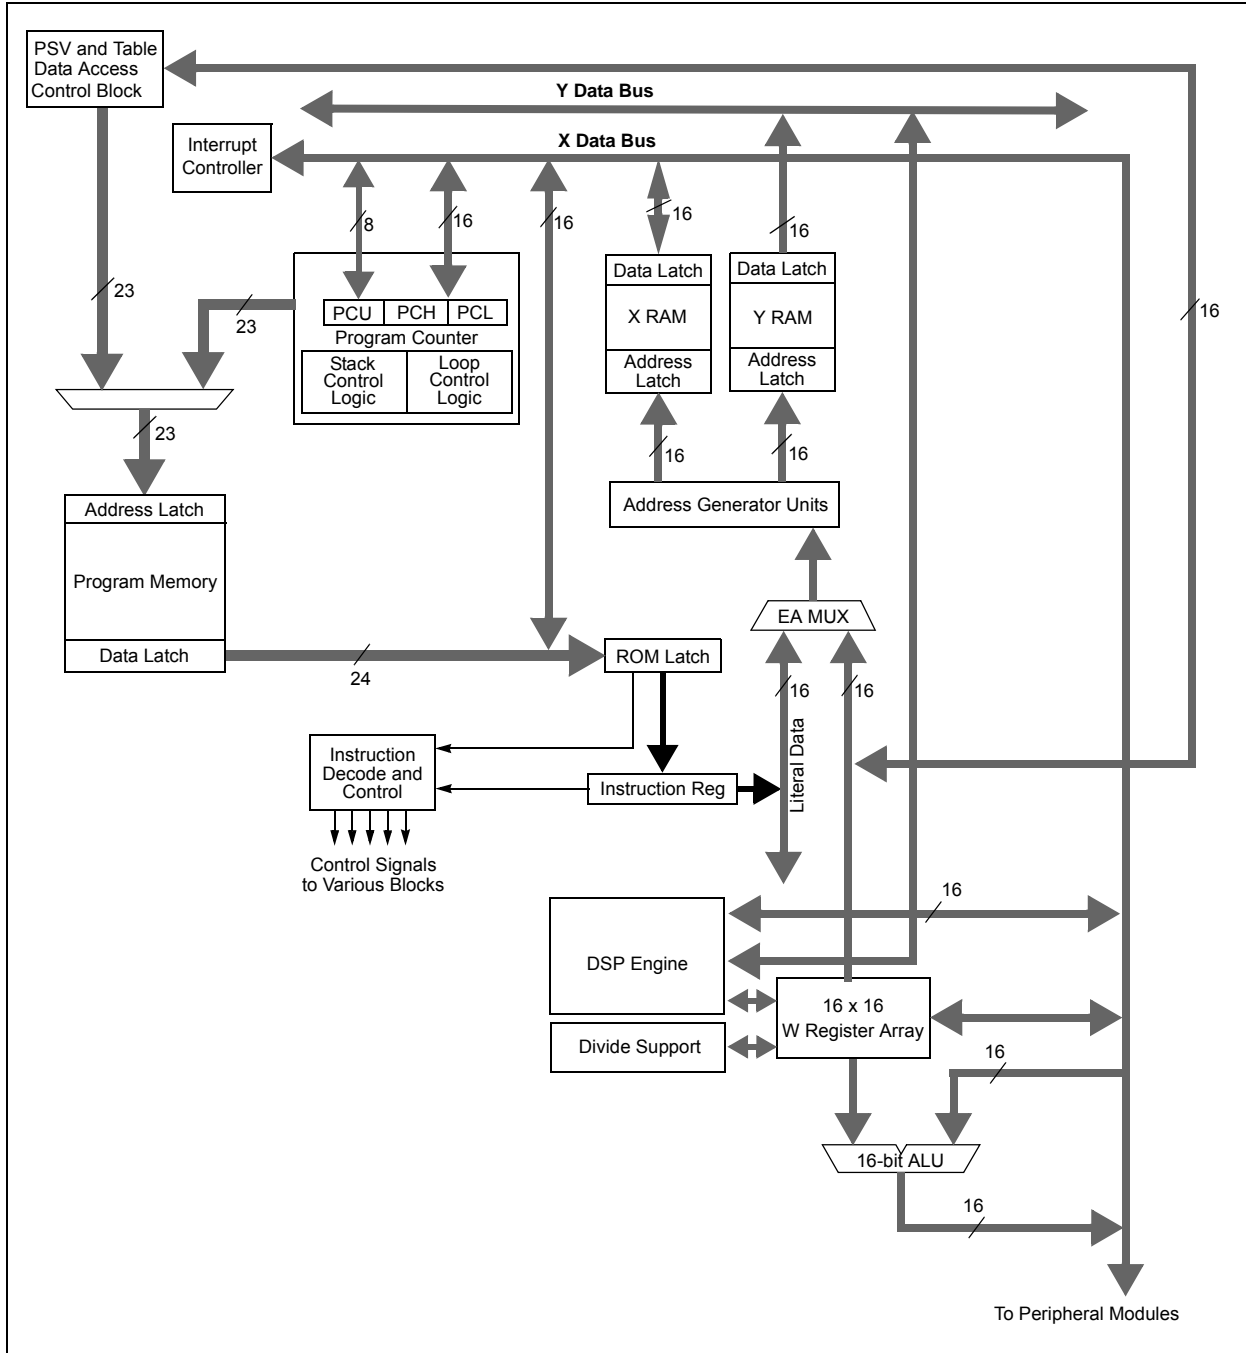 PSV and Table
Data Access
Control Block
Y Data Bus
Interrupt
Controller
X Data Bus
8
16
16
16
16
23
23
16
PCU
PCH
PCL
Program Counter
Stack
Control
Logic
Loop
Control
Logic
Data Latch
X RAM
Address
Latch
Data Latch
Y RAM
Address
Latch
23
16
16
Address Latch
Program Memory
Data Latch
Address Generator Units
EA MUX
24
ROM Latch
16
16
Literal Data
Instruction
Decode and
Control
Instruction Reg
Control Signals
to Various Blocks
16
DSP Engine
16 x 16
W Register Array
Divide Support
16
16-bit ALU
16
To Peripheral Modules